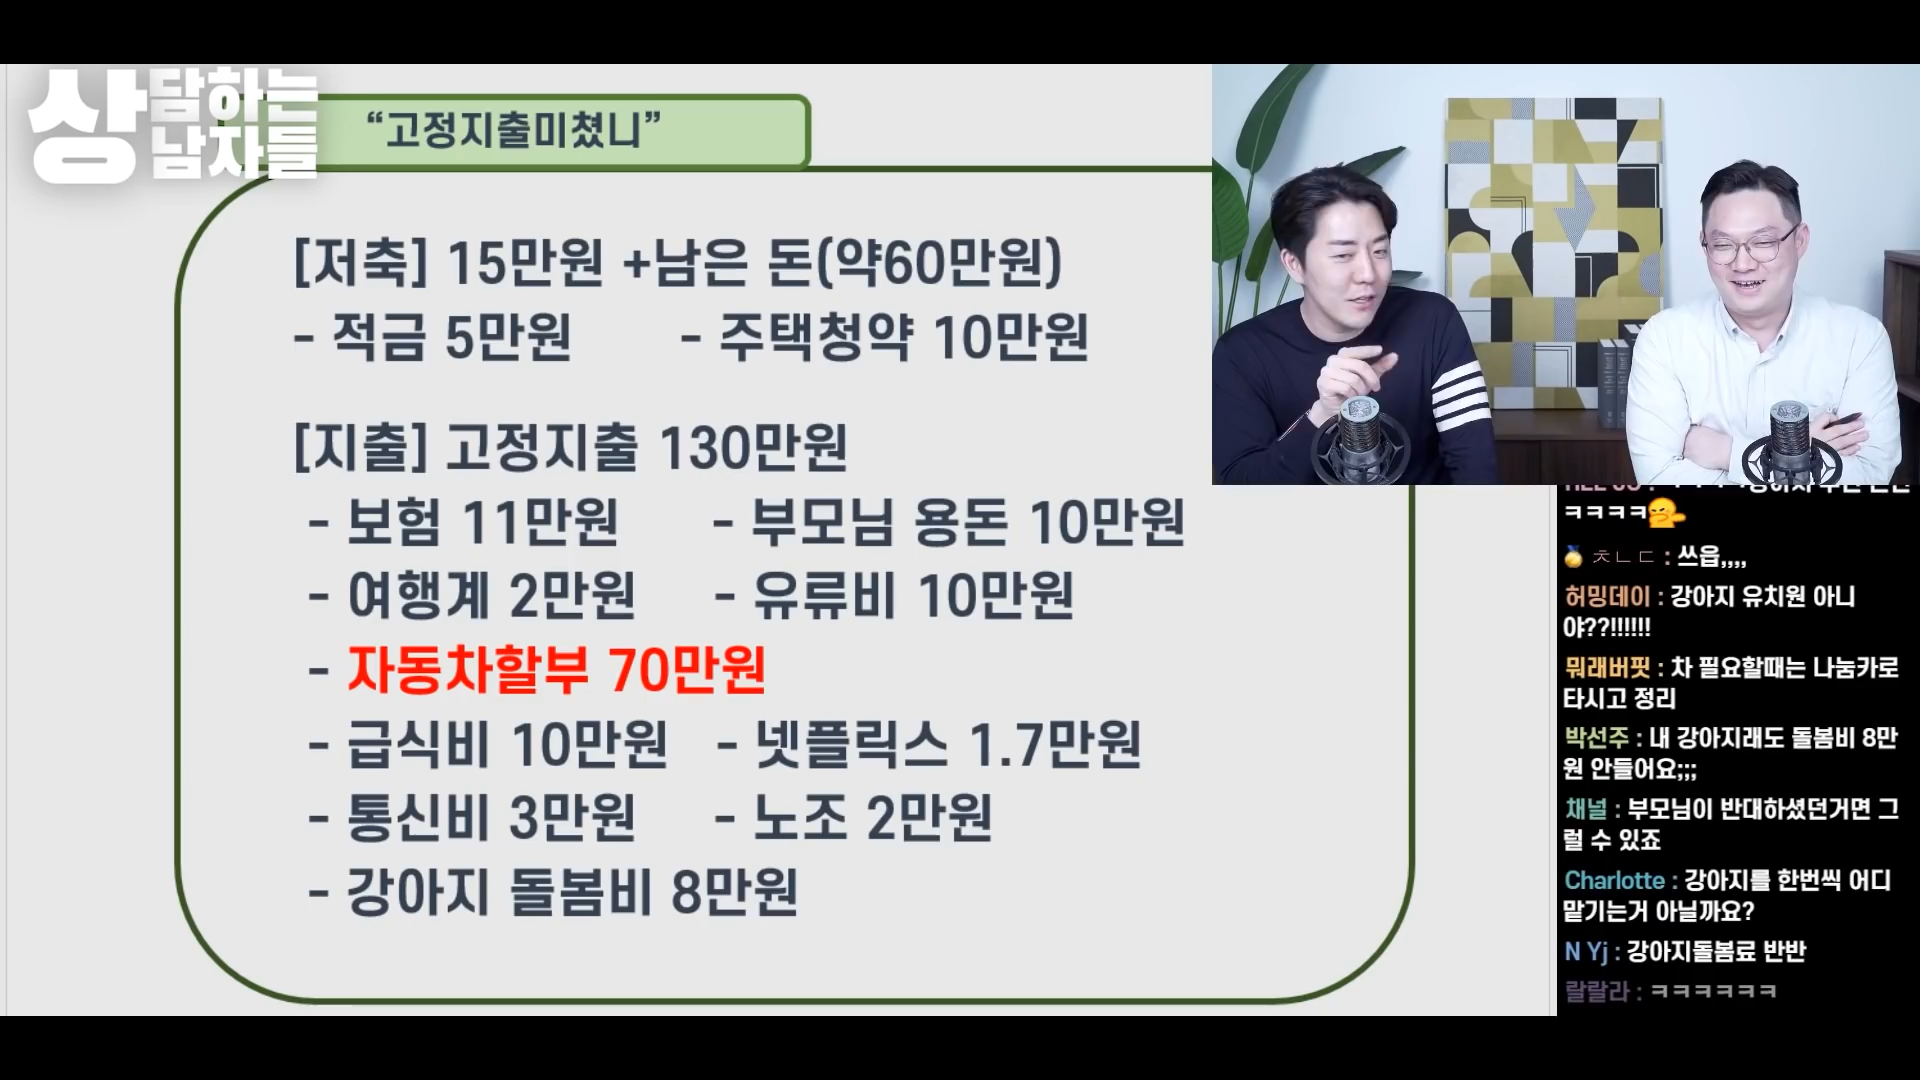 상담하는
남자들
“고정지출미쳤니”
[저축] 15만원 +남은 돈(약60만원)
- 적금 5만원 - 주택청약 10만원
[지출] 고정지출 130만원
- 보험 11만원 - 부모님 용돈 10만원
- 여행계 2만원 - 유류비 10만원
- 자동차할부 70만원
- 급식비 10만원 - 넷플릭스 1.7만원
- 통신비 3만원 - 노조 2만원
- 강아지 돌봄비 8만원
ㅋㅋㅋㅋ
ㅊㄴㄷ : 쓰읍,,,,
허밍데이 : 강아지 유치원 아니
야??!!!!!!
뭐래버핏 : 차 필요할때는 나눔카로
타시고 정리
박선주 : 내 강아지래도 돌봄비 8만
원 안들어요;;;
채널 : 부모님이 반대하셨던거면 그
럴 수 있죠
Charlotte : 강아지를 한번씩 어디
맡기는거 아닐까요?
N Yj : 강아지돌봄료 반반
랄랄라 : ㅋㅋㅋㅋㅋㅋ